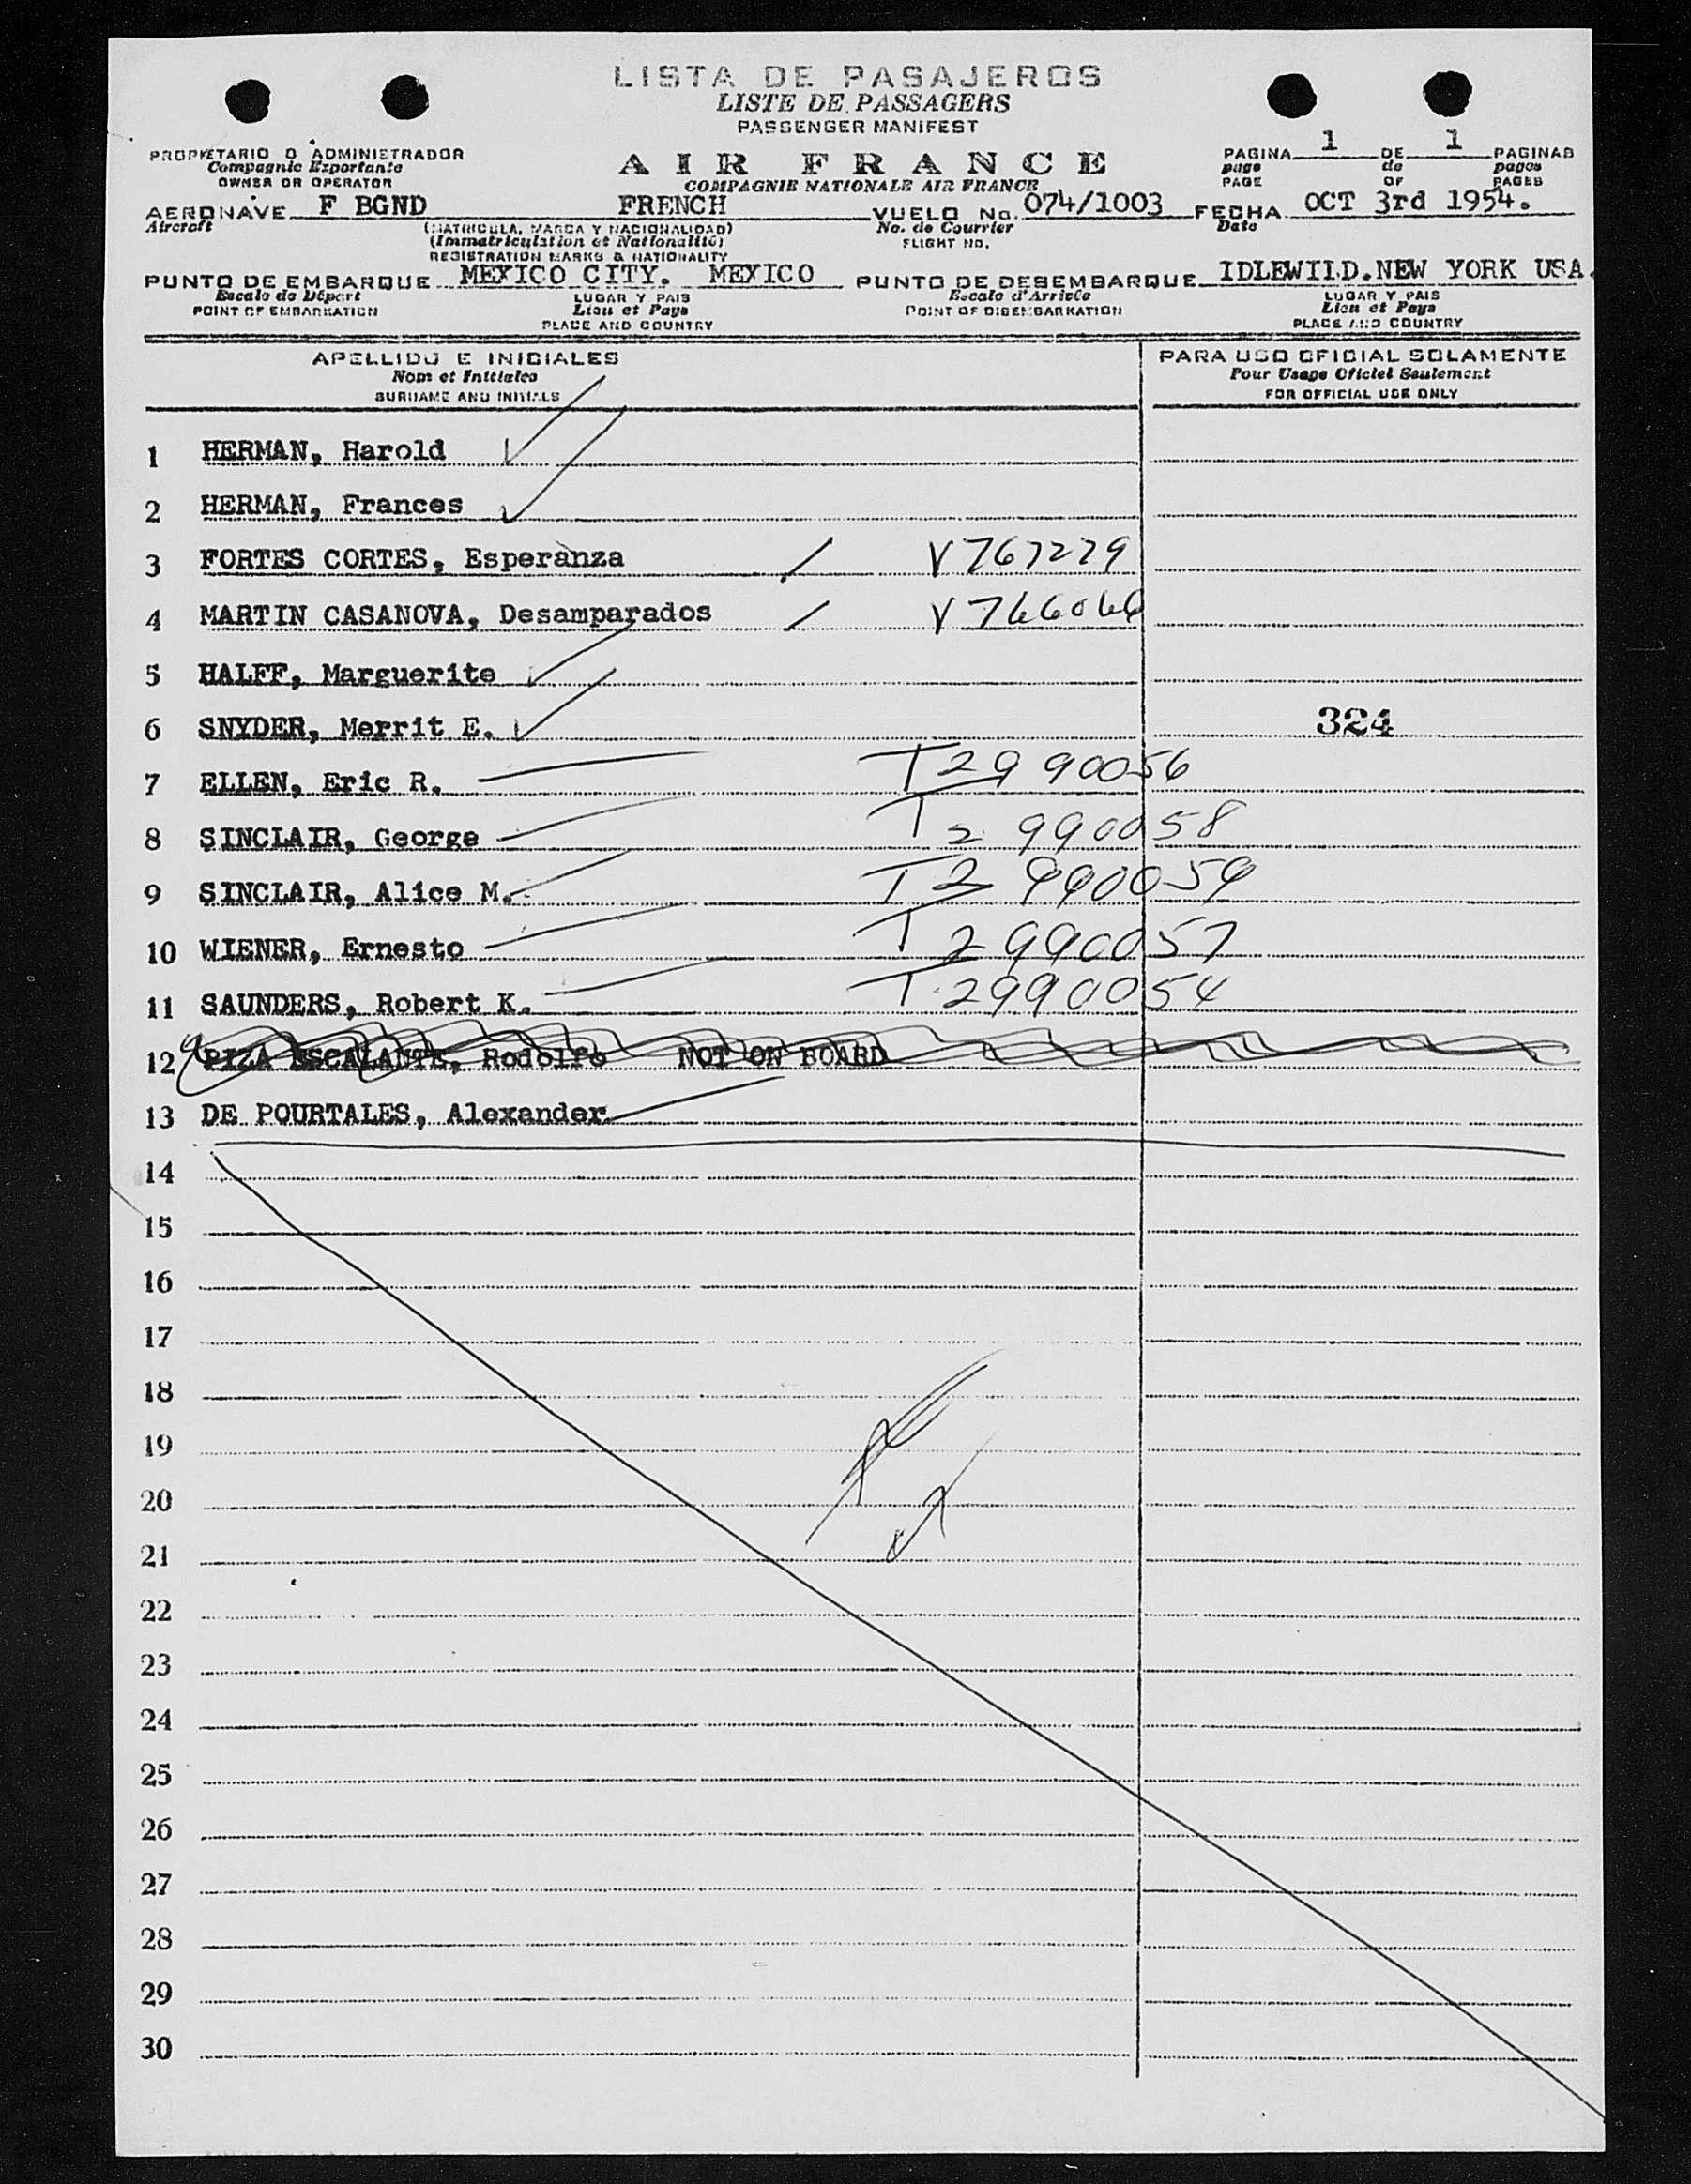 LISTA DE PASAJEROS
LISTE DE PASSAGERS
PASSENGER MANIFEST
PROPIETARIO O ADMINISTRADOR
Compagnie Exportante
OWNER OR OPERATOR
AIR FRANCE
COMPAGNIE NATIONALE AIR FRANCE
PAGINA 1 DE 1 PAGINAS
page de pages
PAGE OF PAGES
AERONAVE F BGND FRENCH VUELO No. 074/1003 FECHA OCT 3rd 1954.
Aircraft (MATRICULA, MARCA Y NACIONALIDAD) No. de Courrier Date
(Immatriculation et Nationalité) FLIGHT NO.
REGISTRATION MARKS & NATIONALITY
PUNTO DE EMBARQUE MEXICO CITY. MEXICO PUNTO DE DESEMBARQUE IDLEWILD.NEW YORK USA.
Escale de Départ LUGAR Y PAIS Escale d'Arrivée LUGAR Y PAIS
POINT OF EMBARKATION Lieu et Pays POINT OF DISEMBARKATION Lieu et Pays
PLACE AND COUNTRY PLACE AND COUNTRY
APELLIDO E INICIALES PARA USO OFICIAL SOLAMENTE
Nom et Initiales Pour Usage Oficiel Seulement
SURNAME AND INITIALS FOR OFFICIAL USE ONLY
1 HERMAN, Harold
2 HERMAN, Frances
3 FORTES CORTES, Esperanza V767279
4 MARTIN CASANOVA, Desamparados
5 HALFF, Marguerite
6 SNYDER, Merrit E. 324
7 ELLEN, Eric R. T2990056
8 SINCLAIR, George T2990058
9 SINCLAIR, Alice M. T2990059
10 WIENER, Ernesto T2990057
11 SAUNDERS, Robert K. T2990054
12 PIZA ESCALANTE, Rodolfo NOT ON BOARD
13 DE POURTALES, Alexander
14
15
16
17
18
19
20
21
22
23
24
25
26
27
28
29
30